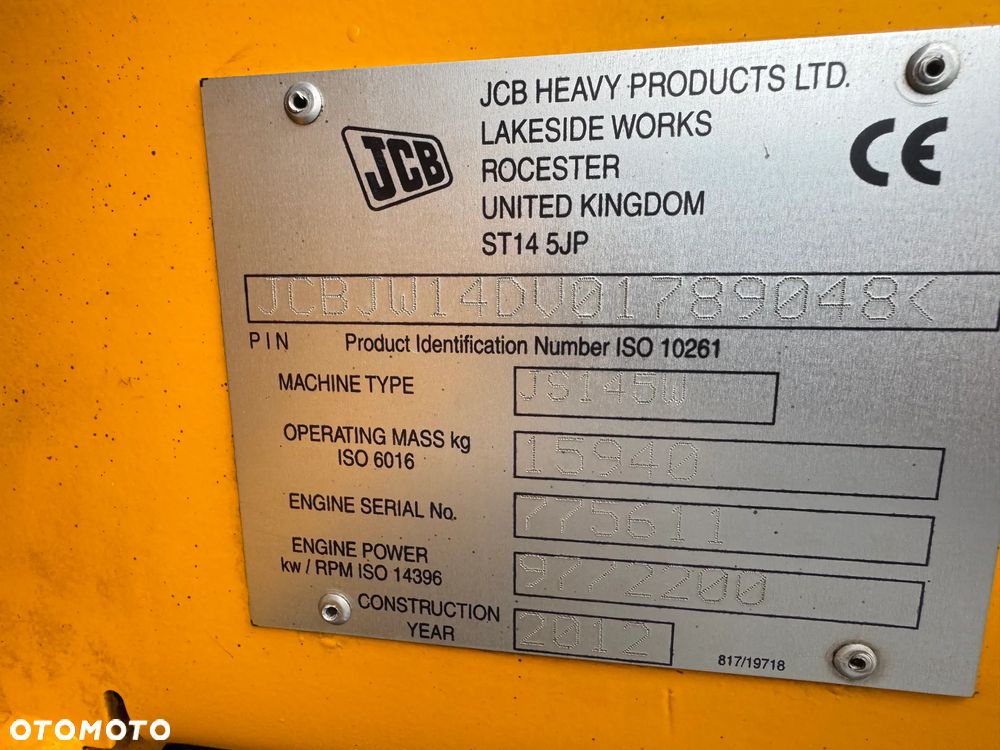 JCB
JCB HEAVY PRODUCTS LTD.
LAKESIDE WORKS
ROCESTER
UNITED KINGDOM
ST14 5JP
CE
JCBJW14DV01789048<
PIN Product Identification Number ISO 10261
MACHINE TYPE JS145W
OPERATING MASS kg 15940
ISO 6016
ENGINE SERIAL No. 775611
ENGINE POWER 97/2200
kw / RPM ISO 14396
CONSTRUCTION 2012
YEAR
817/19718
OTOMOTO